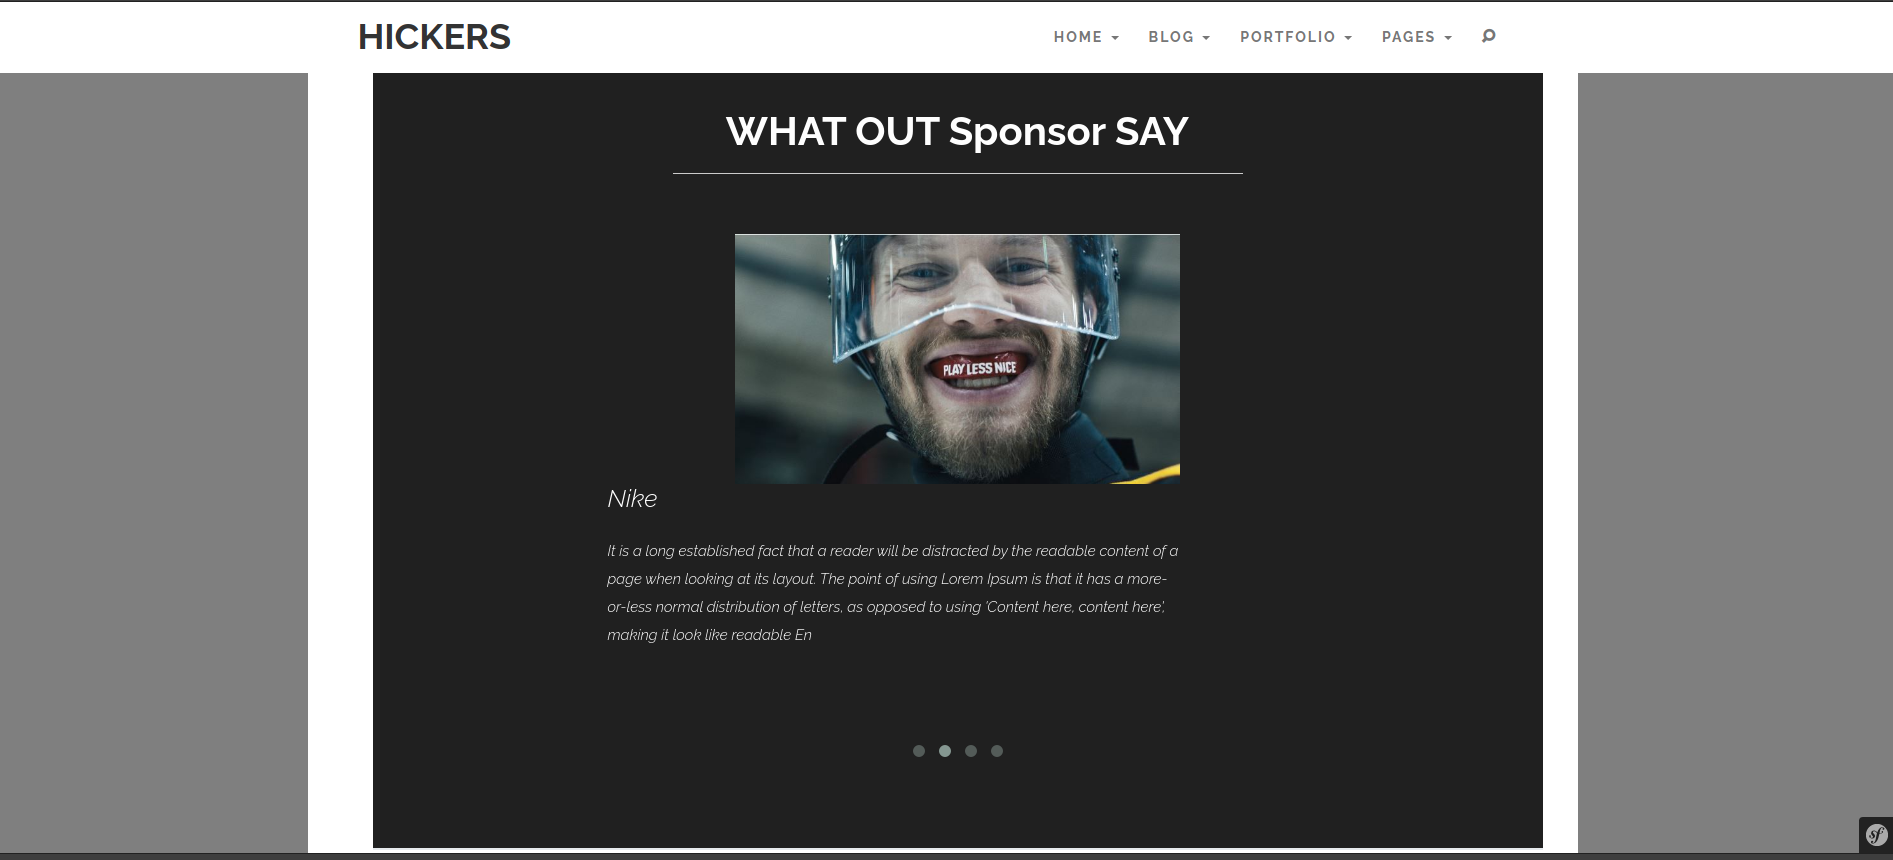 HICKERS
HOME BLOG PORTFOLIO PAGES
WHAT OUT Sponsor SAY
PLAY LESS NICE
Nike
It is a long established fact that a reader will be distracted by the readable content of a
page when looking at its layout. The point of using Lorem Ipsum is that it has a more-
or-less normal distribution of letters, as opposed to using 'Content here, content here',
making it look like readable En
sf